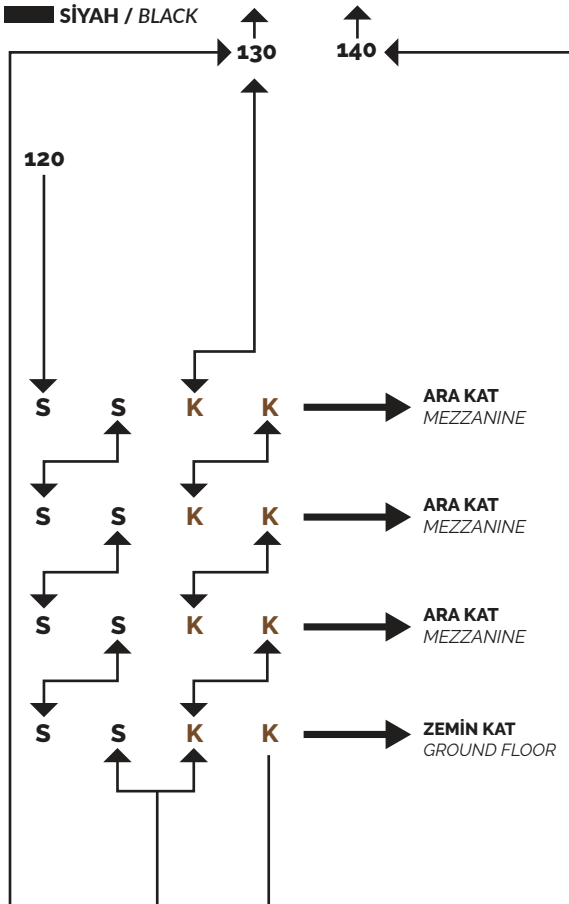 SİYAH / BLACK
130 140
120
S S K K ARA KAT
MEZZANINE
S S K K ARA KAT
MEZZANINE
S S K K ARA KAT
MEZZANINE
S S K K ZEMİN KAT
GROUND FLOOR